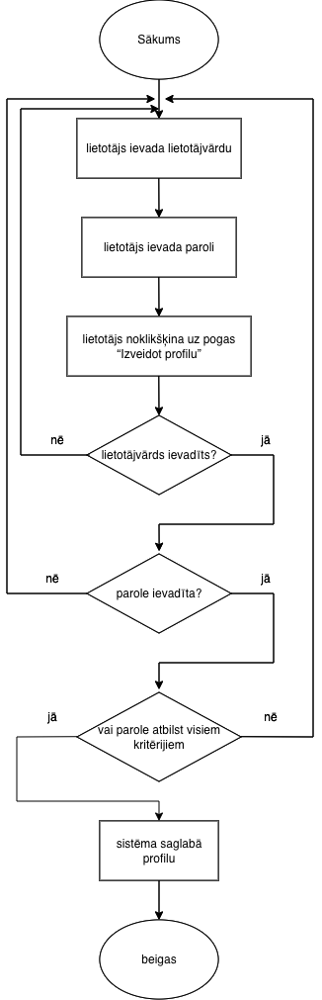 Sākums
lietotājs ievada lietotājvārdu
lietotājs ievada paroli
lietotājs noklikšķina uz pogas
“Izveidot profilu”
nē
jā
lietotājvārds ievadīts?
nē
jā
parole ievadīta?
jā
nē
vai parole atbilst visiem
kritērijiem
sistēma saglabā
profilu
beigas